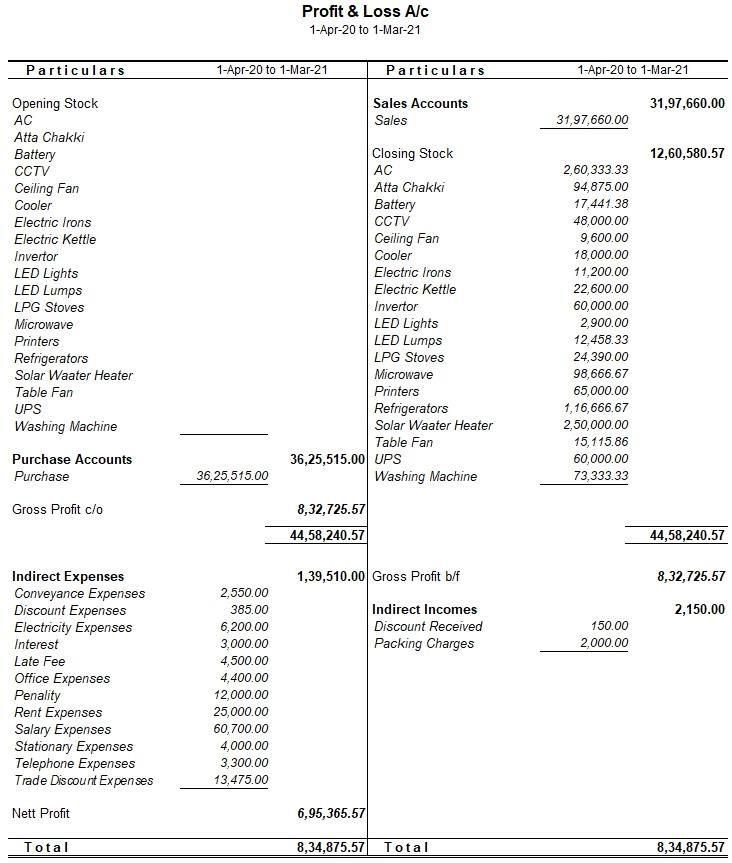 Profit & Loss A/c
1-Apr-20 to 1-Mar-21
Particulars 1-Apr-20 to 1-Mar-21 Particulars 1-Apr-20 to 1-Mar-21
Opening Stock Sales Accounts 31,97,660.00
AC Sales 31,97,660.00
Atta Chakki
Battery Closing Stock 12,60,580.57
CCTV AC 2,60,333.33
Ceiling Fan Atta Chakki 94,875.00
Cooler Battery 17,441.38
Electric Irons CCTV 48,000.00
Electric Kettle Ceiling Fan 9,600.00
Invertor Cooler 18,000.00
LED Lights Electric Irons 11,200.00
LED Lumps Electric Kettle 22,600.00
LPG Stoves Invertor 60,000.00
Microwave LED Lights 2,900.00
Printers LED Lumps 12,458.33
Refrigerators LPG Stoves 24,390.00
Solar Waater Heater Microwave 98,666.67
Table Fan Printers 65,000.00
UPS Refrigerators 1,16,666.67
Washing Machine Solar Waater Heater 2,50,000.00
Table Fan 15,115.86
Purchase Accounts 36,25,515.00 UPS 60,000.00
Purchase 36,25,515.00 Washing Machine 73,333.33
Gross Profit c/o 8,32,725.57
44,58,240.57 44,58,240.57
Indirect Expenses 1,39,510.00 Gross Profit b/f 8,32,725.57
Conveyance Expenses 2,550.00
Discount Expenses 385.00 Indirect Incomes 2,150.00
Electricity Expenses 6,200.00 Discount Received 150.00
Interest 3,000.00 Packing Charges 2,000.00
Late Fee 4,500.00
Office Expenses 4,400.00
Penality 12,000.00
Rent Expenses 25,000.00
Salary Expenses 60,700.00
Stationary Expenses 4,000.00
Telephone Expenses 3,300.00
Trade Discount Expenses 13,475.00
Nett Profit 6,95,365.57
Total 8,34,875.57 Total 8,34,875.57